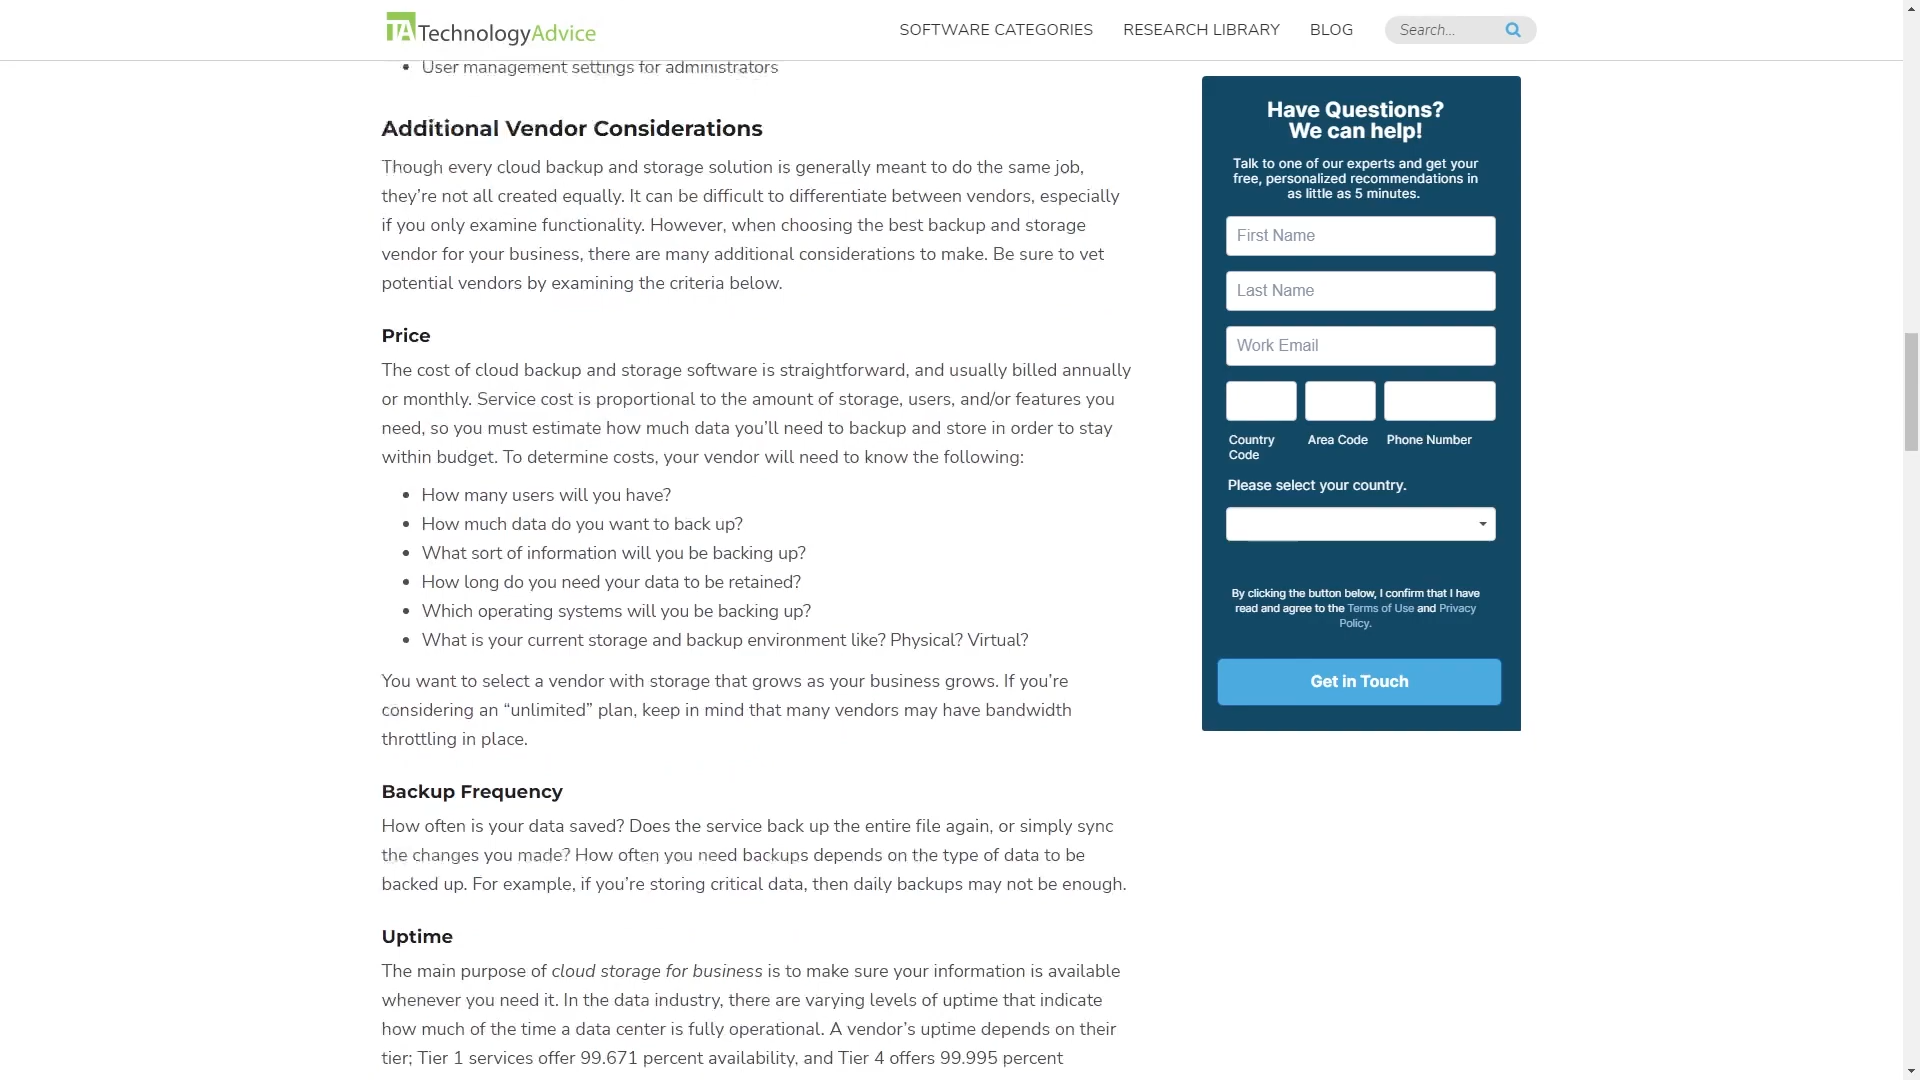 TA TechnologyAdvice
SOFTWARE CATEGORIES
RESEARCH LIBRARY
BLOG
Search...
User management settings for administrators
Additional Vendor Considerations
Though every cloud backup and storage solution is generally meant to do the same job,
they’re not all created equally. It can be difficult to differentiate between vendors, especially
if you only examine functionality. However, when choosing the best backup and storage
vendor for your business, there are many additional considerations to make. Be sure to vet
potential vendors by examining the criteria below.
Price
The cost of cloud backup and storage software is straightforward, and usually billed annually
or monthly. Service cost is proportional to the amount of storage, users, and/or features you
need, so you must estimate how much data you’ll need to backup and store in order to stay
within budget. To determine costs, your vendor will need to know the following:
• How many users will you have?
• How much data do you want to back up?
• What sort of information will you be backing up?
• How long do you need your data to be retained?
• Which operating systems will you be backing up?
• What is your current storage and backup environment like? Physical? Virtual?
You want to select a vendor with storage that grows as your business grows. If you’re
considering an “unlimited” plan, keep in mind that many vendors may have bandwidth
throttling in place.
Backup Frequency
How often is your data saved? Does the service back up the entire file again, or simply sync
the changes you made? How often you need backups depends on the type of data to be
backed up. For example, if you’re storing critical data, then daily backups may not be enough.
Uptime
The main purpose of cloud storage for business is to make sure your information is available
whenever you need it. In the data industry, there are varying levels of uptime that indicate
how much of the time a data center is fully operational. A vendor’s uptime depends on their
tier; Tier 1 services offer 99.671 percent availability, and Tier 4 offers 99.995 percent
Have Questions?
We can help!
Talk to one of our experts and get your
free, personalized recommendations in
as little as 5 minutes.
First Name
Last Name
Work Email
Country
Code
Area Code
Phone Number
Please select your country.
By clicking the button below, I confirm that I have
read and agree to the Terms of Use and Privacy
Policy.
Get in Touch